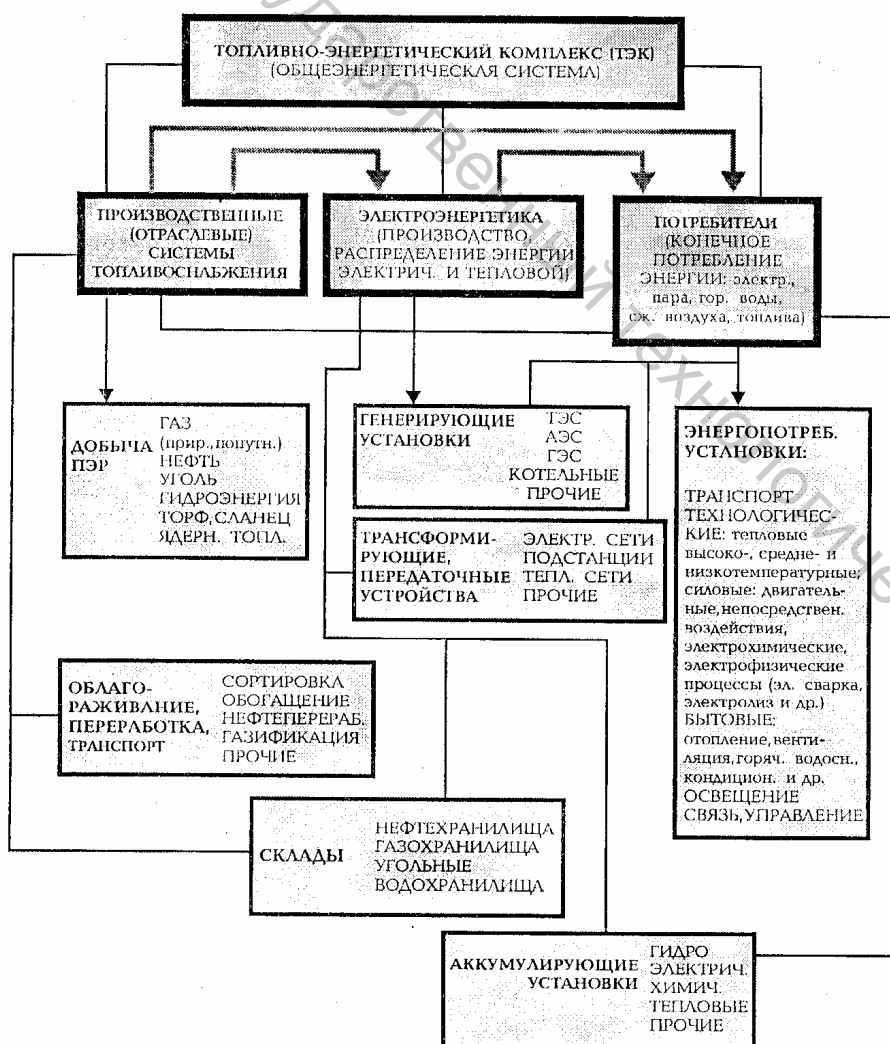 ТОПЛИВНО-ЭНЕРГЕТИЧЕСКИЙ КОМПЛЕКС (ТЭК)
(ОБЩЕЭНЕРГЕТИЧЕСКАЯ СИСТЕМА)
ПРОИЗВОДСТВЕННЫЕ
(ОТРАСЛЕВЫЕ)
СИСТЕМЫ
ТОПЛИВОСНАБЖЕНИЯ
ЭЛЕКТРОЭНЕРГЕТИКА
(ПРОИЗВОДСТВО,
РАСПРЕДЕЛЕНИЕ ЭНЕРГИИ
ЭЛЕКТРИЧ. И ТЕПЛОВОЙ)
ПОТРЕБИТЕЛИ
(КОНЕЧНОЕ
ПОТРЕБЛЕНИЕ
ЭНЕРГИИ: электр.,
пара, гор. воды,
сж. воздуха, топлива)
ДОБЫЧА
ПЭР
ГАЗ
(прир., попутн.)
НЕФТЬ
УГОЛЬ
ГИДРОЭНЕРГИЯ
ТОРФ, СЛАНЕЦ
ЯДЕРН. ТОПЛ.
ГЕНЕРИРУЮЩИЕ
УСТАНОВКИ
ТЭС
АЭС
ГЭС
КОТЕЛЬНЫЕ
ПРОЧИЕ
ТРАНСФОРМИ-
РУЮЩИЕ,
ПЕРЕДАТОЧНЫЕ
УСТРОЙСТВА
ЭЛЕКТР. СЕТИ
ПОДСТАНЦИИ
ТЕПЛ. СЕТИ
ПРОЧИЕ
ЭНЕРГОПОТРЕБ.
УСТАНОВКИ:
ТРАНСПОРТ
ТЕХНОЛОГИЧЕС-
КИЕ: тепловые
высоко-, средне- и
низкотемпературные;
силовые: двигатель-
ные, непосредствен.
воздействия,
электрохимические,
электрофизические
процессы (эл. сварка,
электролиз и др.)
БЫТОВЫЕ:
отопление, венти-
ляция, горяч. водосн.,
кондицион. и др.
ОСВЕЩЕНИЕ
СВЯЗЬ, УПРАВЛЕНИЕ
ОБЛАГО-
РАЖИВАНИЕ,
ПЕРЕРАБОТКА,
ТРАНСПОРТ
СОРТИРОВКА
ОБОГАЩЕНИЕ
НЕФТЕПЕРЕРАБ.
ГАЗИФИКАЦИЯ
ПРОЧИЕ
СКЛАДЫ
НЕФТЕХРАНИЛИЩА
ГАЗОХРАНИЛИЩА
УГОЛЬНЫЕ
ВОДОХРАНИЛИЩА
АККУМУЛИРУЮЩИЕ
УСТАНОВКИ
ГИДРО
ЭЛЕКТРИЧ.
ХИМИЧ.
ТЕПЛОВЫЕ
ПРОЧИЕ
ударственный технологиче